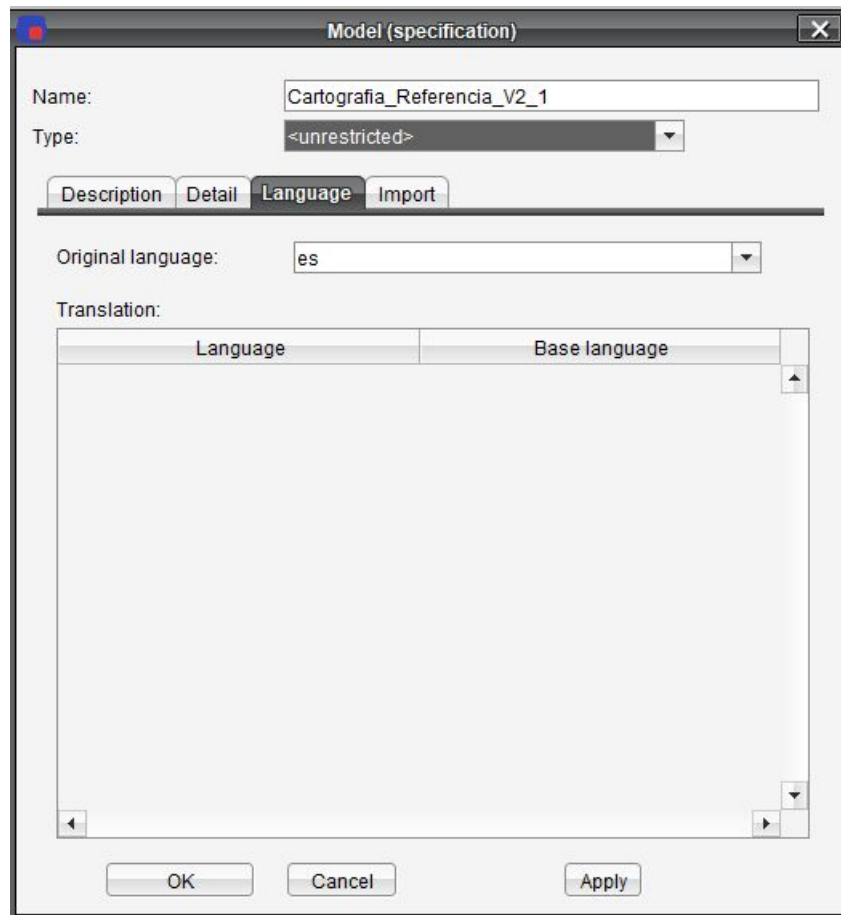 Model (specification)
Name: Cartografia_Referencia_V2_1
Type: <unrestricted>
Description Detail Language Import
Original language: es
Translation:
Language Base language
OK Cancel Apply